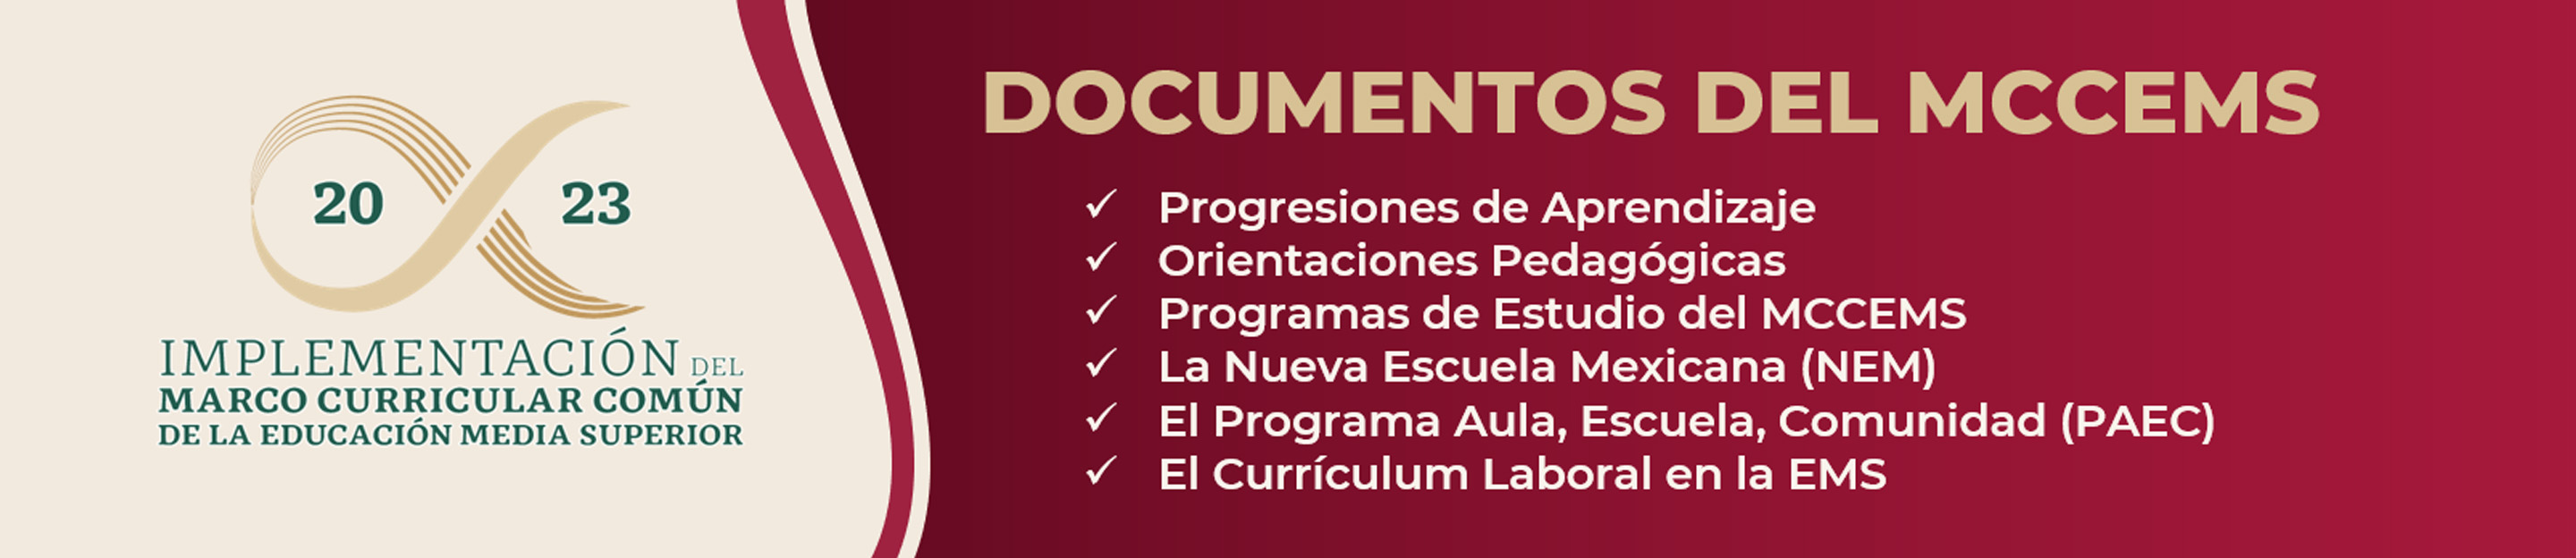 20 23
IMPLEMENTACIÓN DEL
MARCO CURRICULAR COMÚN
DE LA EDUCACIÓN MEDIA SUPERIOR
DOCUMENTOS DEL MCCEMS
✓ Progresiones de Aprendizaje
✓ Orientaciones Pedagógicas
✓ Programas de Estudio del MCCEMS
✓ La Nueva Escuela Mexicana (NEM)
✓ El Programa Aula, Escuela, Comunidad (PAEC)
✓ El Currículum Laboral en la EMS